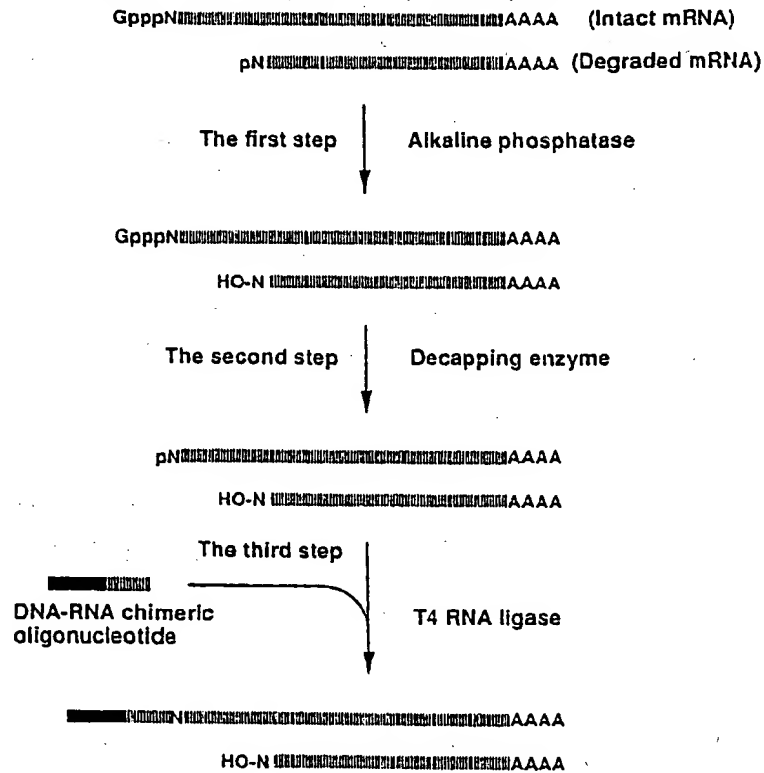 GpppN AAAA (Intact mRNA)
pN AAAA (Degraded mRNA)
The first step Alkaline phosphatase
GpppN AAAA
HO-N AAAA
The second step Decapping enzyme
pN AAAA
HO-N AAAA
The third step
DNA-RNA chimeric
oligonucleotide
T4 RNA ligase
N AAAA
HO-N AAAA